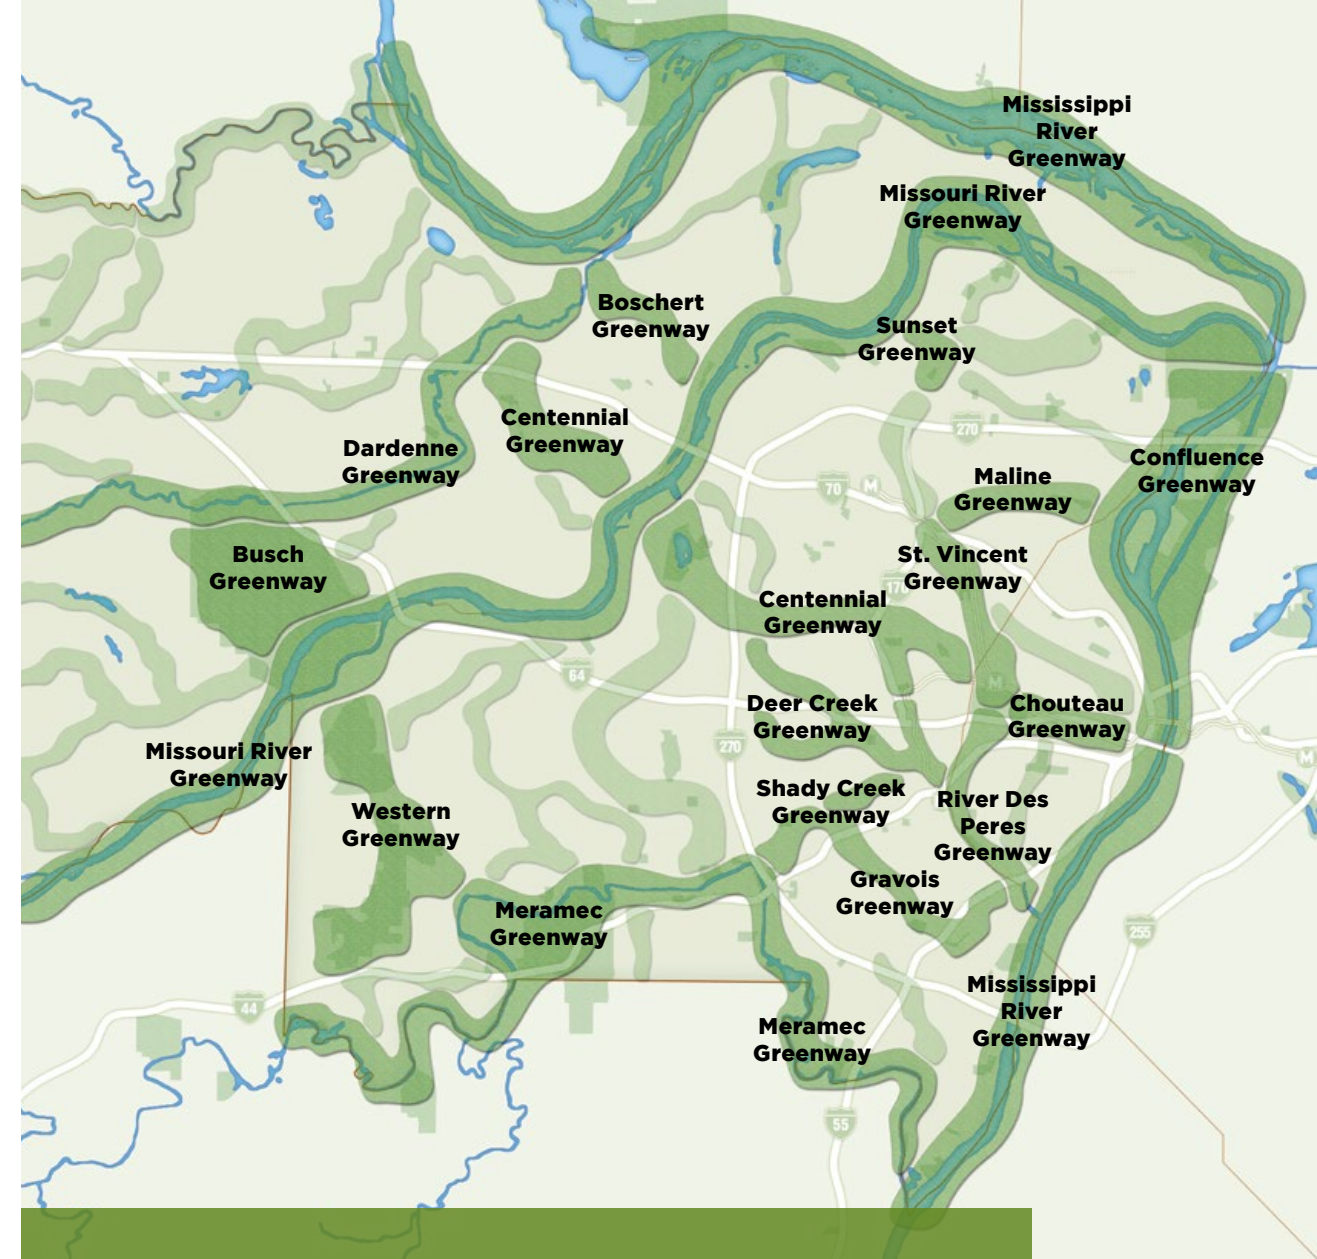 Mississippi
River
Greenway
Missouri River
Greenway
Boschert
Greenway
Sunset
Greenway
Centennial
Greenway
270
Dardenne
Greenway
Confluence
Greenway
Maline
Greenway
70
M
Busch
Greenway
St. Vincent
Greenway
170
Centennial
Greenway
64
M
Deer Creek
Greenway
Chouteau
Greenway
270
Missouri River
Greenway
M
Shady Creek
Greenway
River Des
Peres
Greenway
Western
Greenway
Gravois
Greenway
Meramec
Greenway
255
Mississippi
River
Greenway
44
Meramec
Greenway
55